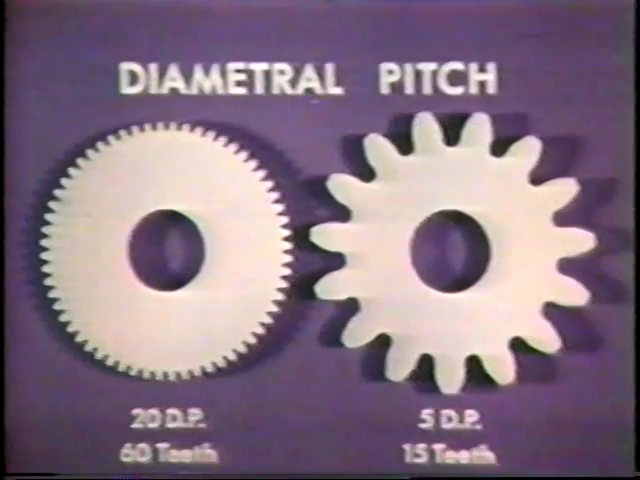 DIAMETRAL PITCH
20 D.P.
5 D.P.
60 Teeth
15 Teeth